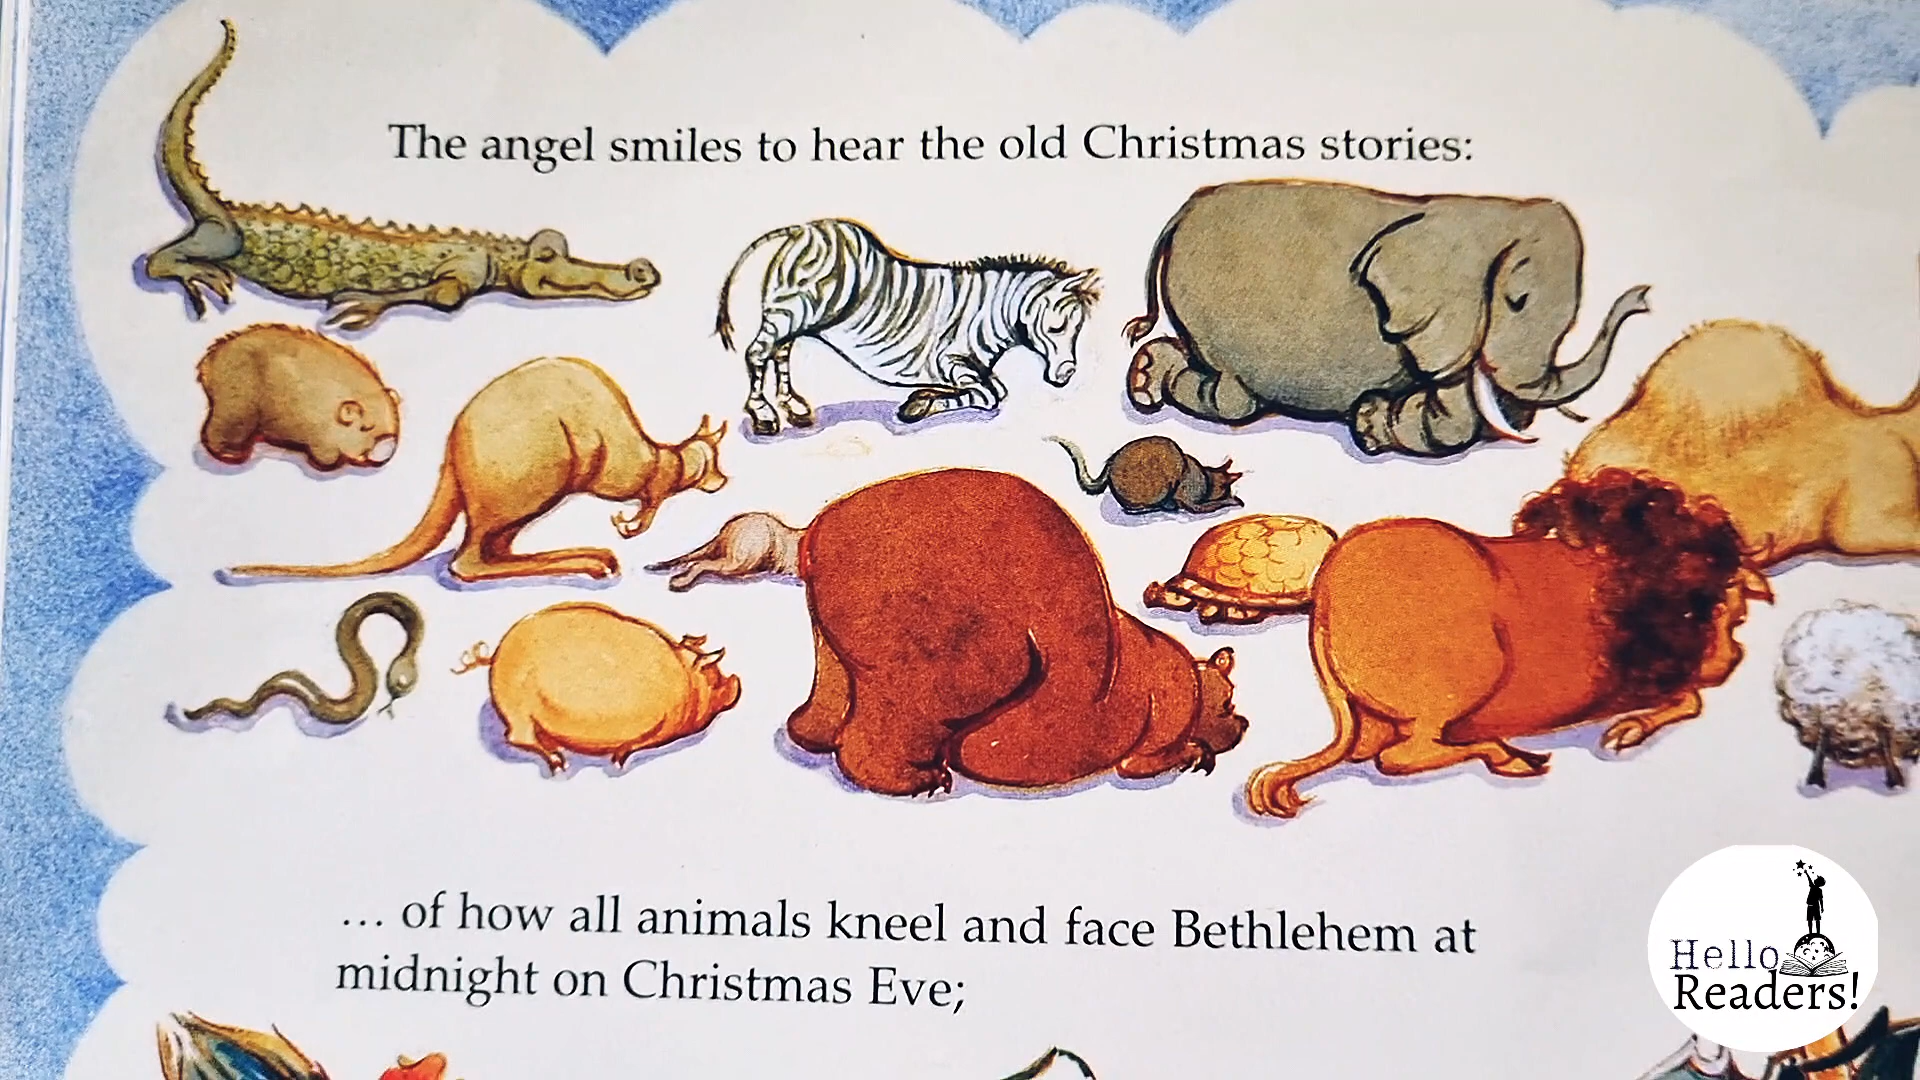 The angel smiles to hear the old Christmas stories:
... of how all animals kneel and face Bethlehem at
midnight on Christmas Eve;
Hello
Readers!